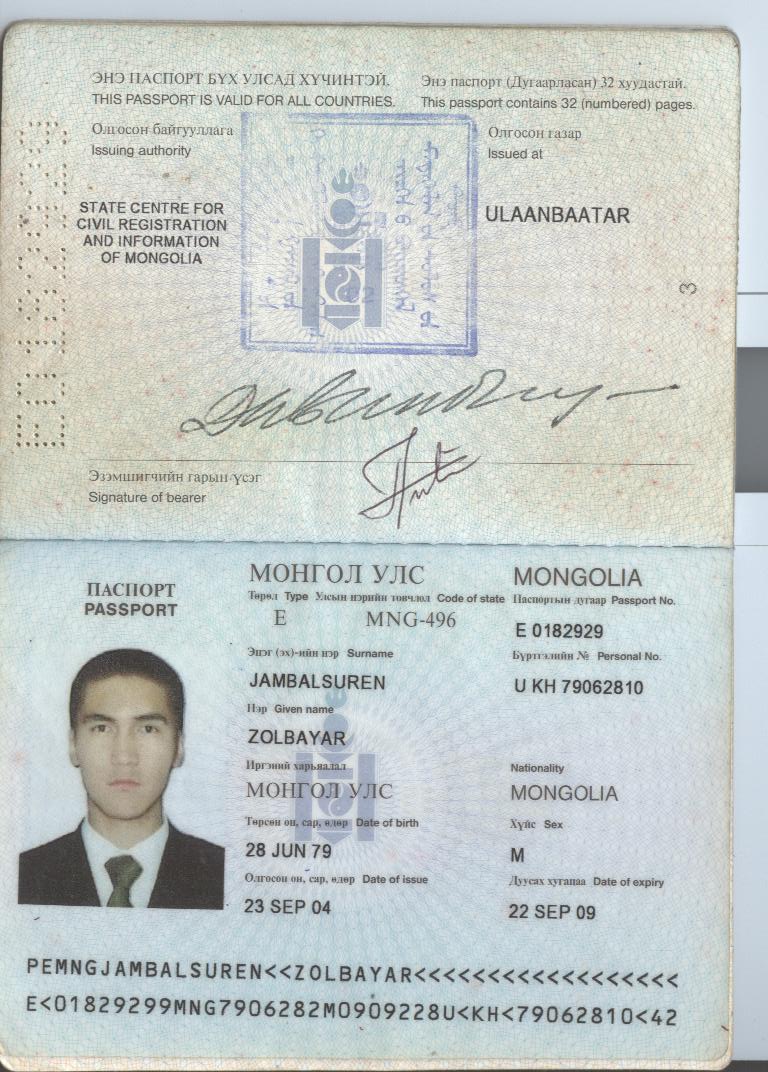 ЭНЭ ПАСПОРТ БҮХ УЛСАД ХҮЧИНТЭЙ.
THIS PASSPORT IS VALID FOR ALL COUNTRIES.
Энэ паспорт (Дугаарласан) 32 хуудастай.
This passport contains 32 (numbered) pages.
Олгосон байгууллага
Issuing authority
Олгосон газар
Issued at
STATE CENTRE FOR
CIVIL REGISTRATION
AND INFORMATION
OF MONGOLIA
ULAANBAATAR
3
E0182929
Эзэмшигчийн гарын үсэг
Signature of bearer
ПАСПОРТ
PASSPORT
МОНГОЛ УЛС MONGOLIA
Төрөл Type Улсын нэрийн товчлол Code of state Паспортын дугаар Passport No.
E MNG-496 E 0182929
Эцэг (эх)-ийн нэр Surname Бүртгэлийн № Personal No.
JAMBALSUREN U KH 79062810
Нэр Given name
ZOLBAYAR
Иргэний харьяалал Nationality
МОНГОЛ УЛС MONGOLIA
Төрсөн он, сар, өдөр Date of birth Хүйс Sex
28 JUN 79 M
Олгосон он, сар, өдөр Date of issue Дуусах хугацаа Date of expiry
23 SEP 04 22 SEP 09
PEMNGJAMBALSUREN<<ZOLBAYAR<<<<<<<<<<<<<<<<<<
E<01829299MNG7906282M0909228U<KH<79062810<42